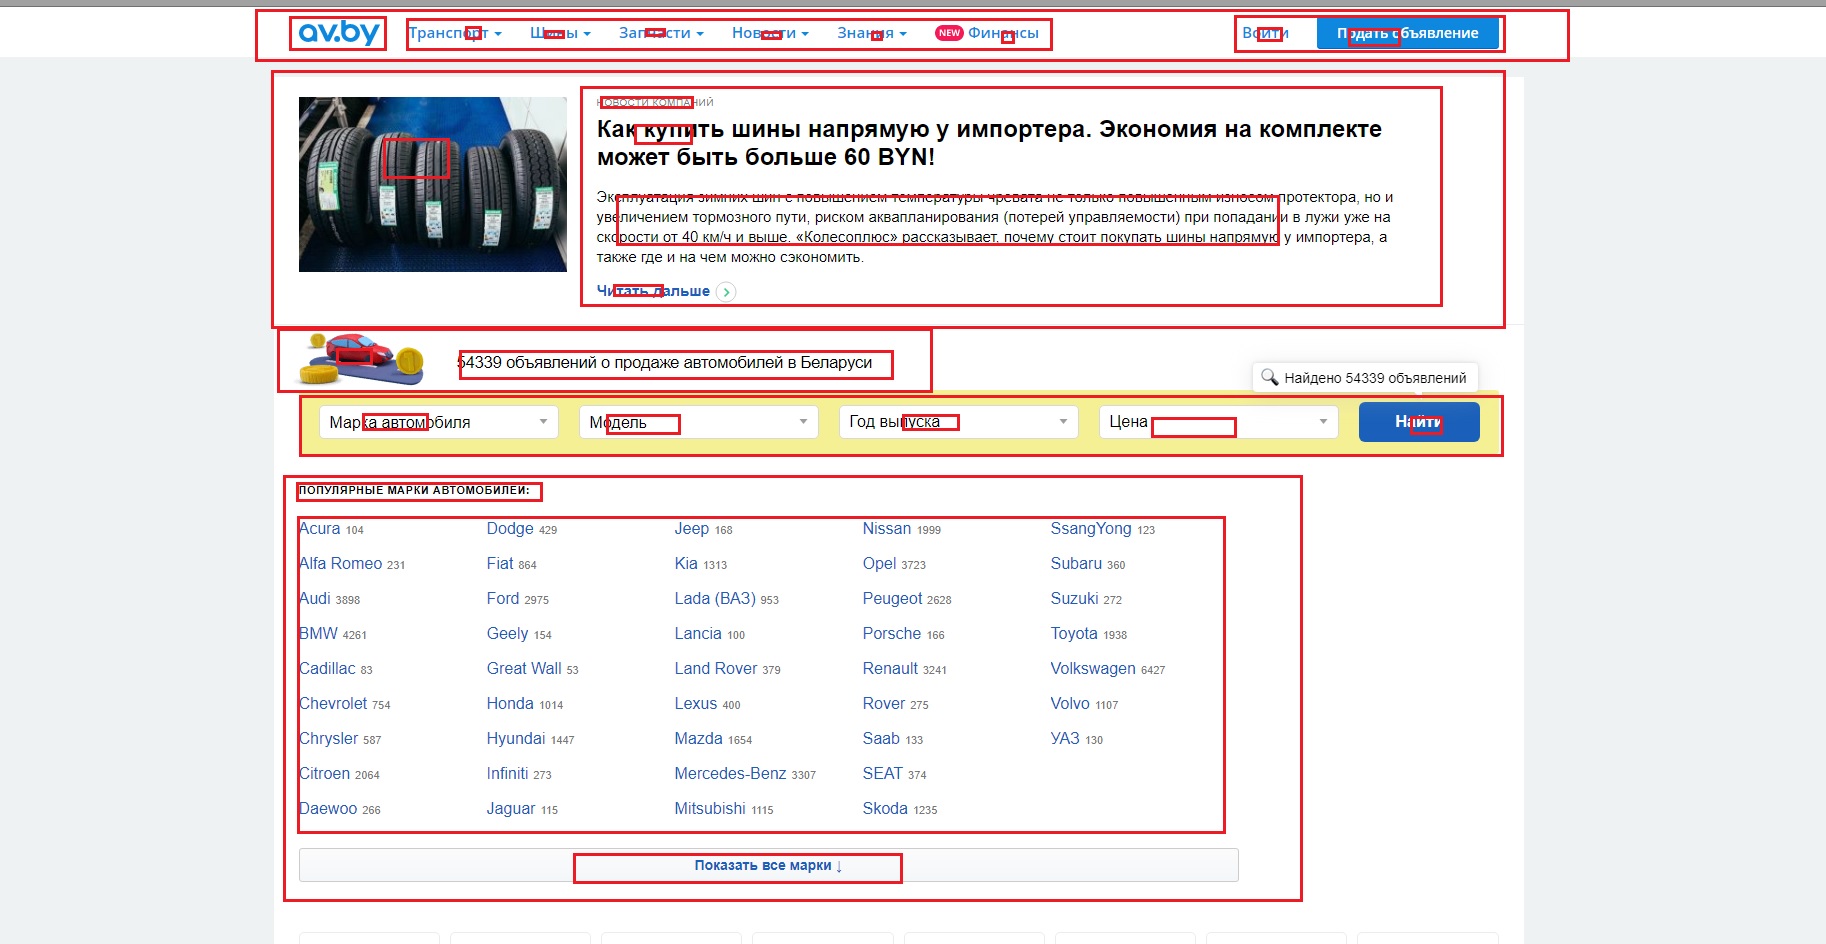 av.by
Транспорт Шины Запчасти Новости Знания NEW Финансы Войти Подать объявление
НОВОСТИ КОМПАНИЙ
Как купить шины напрямую у импортера. Экономия на комплекте
может быть больше 60 BYN!
Эксплуатация зимних шин с повышением температуры чревата не только повышенным износом протектора, но и
увеличением тормозного пути, риском аквапланирования (потерей управляемости) при попадании в лужи уже на
скорости от 40 км/ч и выше. «Колесоплюс» рассказывает, почему стоит покупать шины напрямую у импортера, а
также где и на чем можно сэкономить.
Читать дальше
54339 объявлений о продаже автомобилей в Беларуси
Найдено 54339 объявлений
Марка автомобиля Модель Год выпуска Цена Найти
ПОПУЛЯРНЫЕ МАРКИ АВТОМОБИЛЕЙ:
Acura 104 Dodge 429 Jeep 168 Nissan 1999 SsangYong 123
Alfa Romeo 231 Fiat 864 Kia 1313 Opel 3723 Subaru 360
Audi 3898 Ford 2975 Lada (ВАЗ) 953 Peugeot 2628 Suzuki 272
BMW 4261 Geely 154 Lancia 100 Porsche 166 Toyota 1938
Cadillac 83 Great Wall 53 Land Rover 379 Renault 3241 Volkswagen 6427
Chevrolet 754 Honda 1014 Lexus 400 Rover 275 Volvo 1107
Chrysler 587 Hyundai 1447 Mazda 1654 Saab 133 УАЗ 130
Citroen 2064 Infiniti 273 Mercedes-Benz 3307 SEAT 374
Daewoo 266 Jaguar 115 Mitsubishi 1115 Skoda 1235
Показать все марки ↓